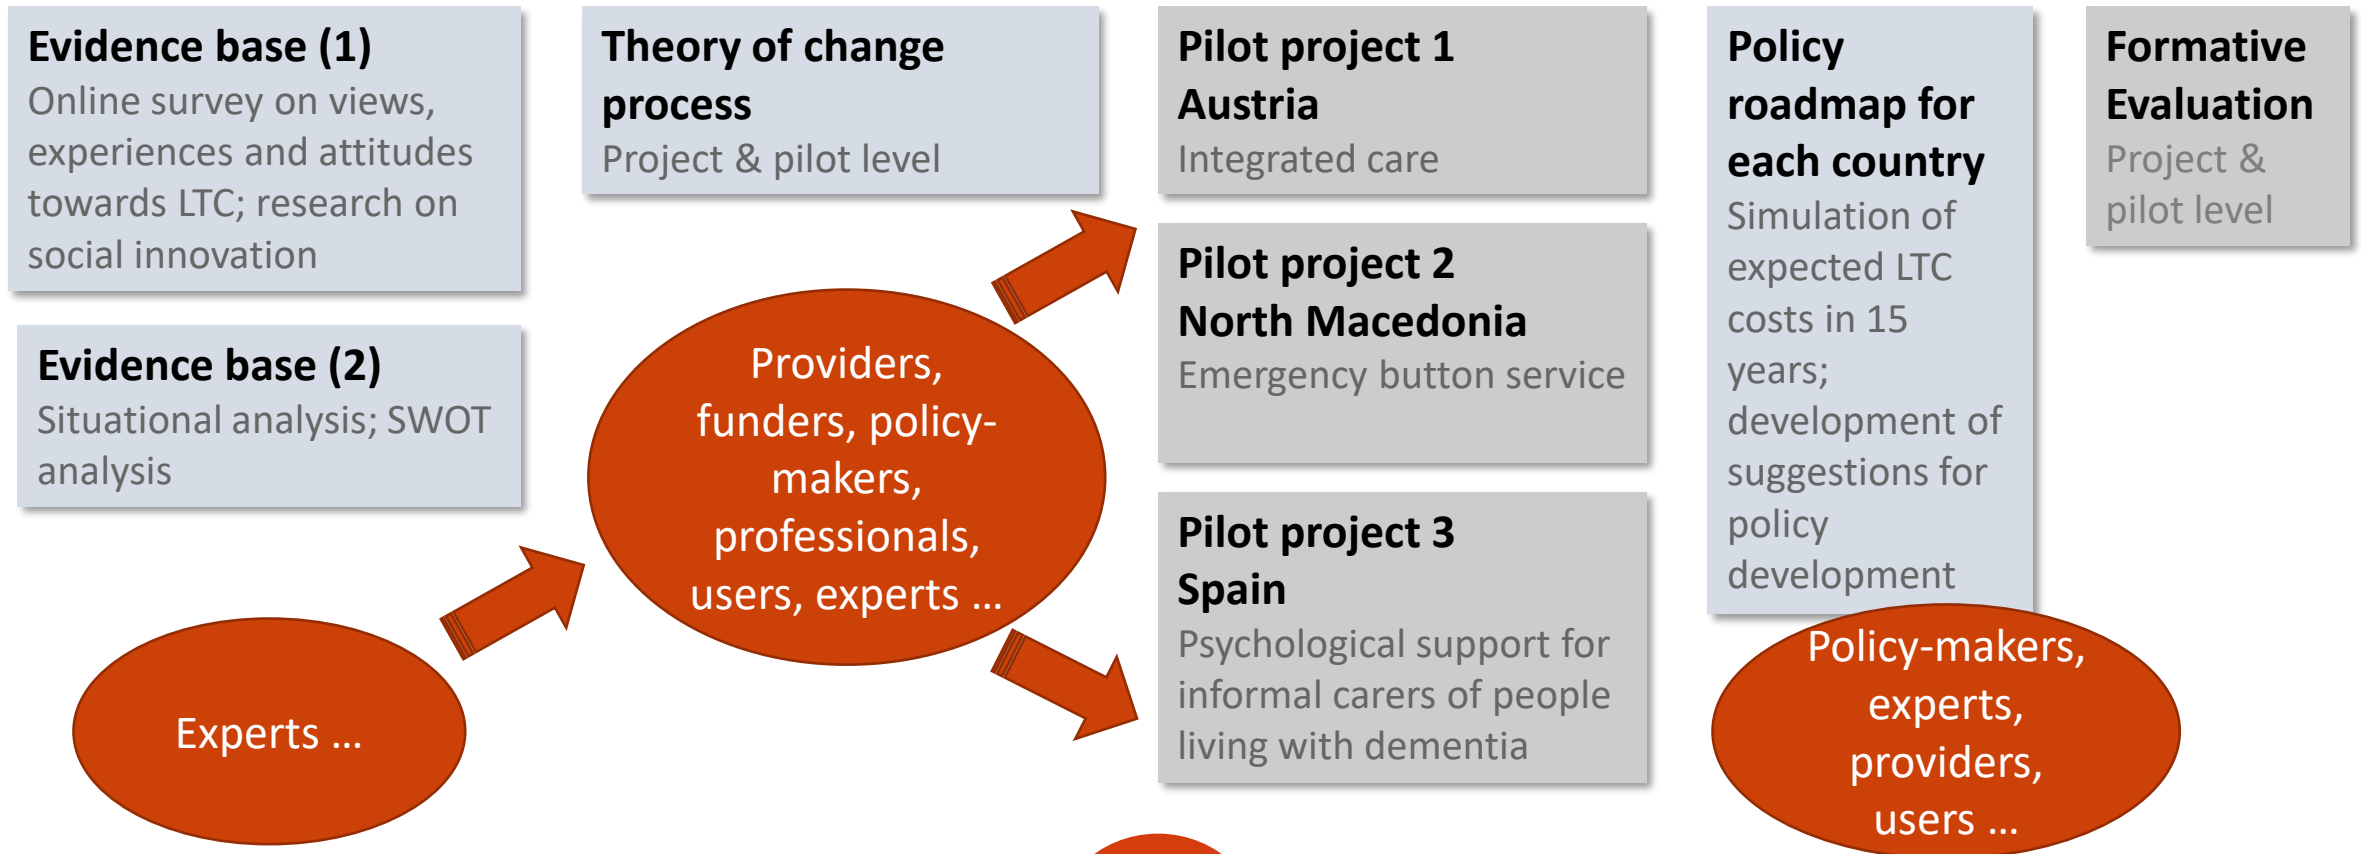 Evidence base (1)
Online survey on views,
experiences and attitudes
towards LTC; research on
social innovation
Evidence base (2)
Situational analysis; SWOT
analysis
Experts ...
Theory of change
process
Project & pilot level
Providers,
funders, policy-
makers,
professionals,
users, experts ...
Pilot project 1
Austria
Integrated care
Pilot project 2
North Macedonia
Emergency button service
Pilot project 3
Spain
Psychological support for
informal carers of people
living with dementia
Policy
roadmap for
each country
Simulation of
expected LTC
costs in 15
years;
development of
suggestions for
policy
development
Policy-makers,
experts,
providers,
users ...
Formative
Evaluation
Project &
pilot level